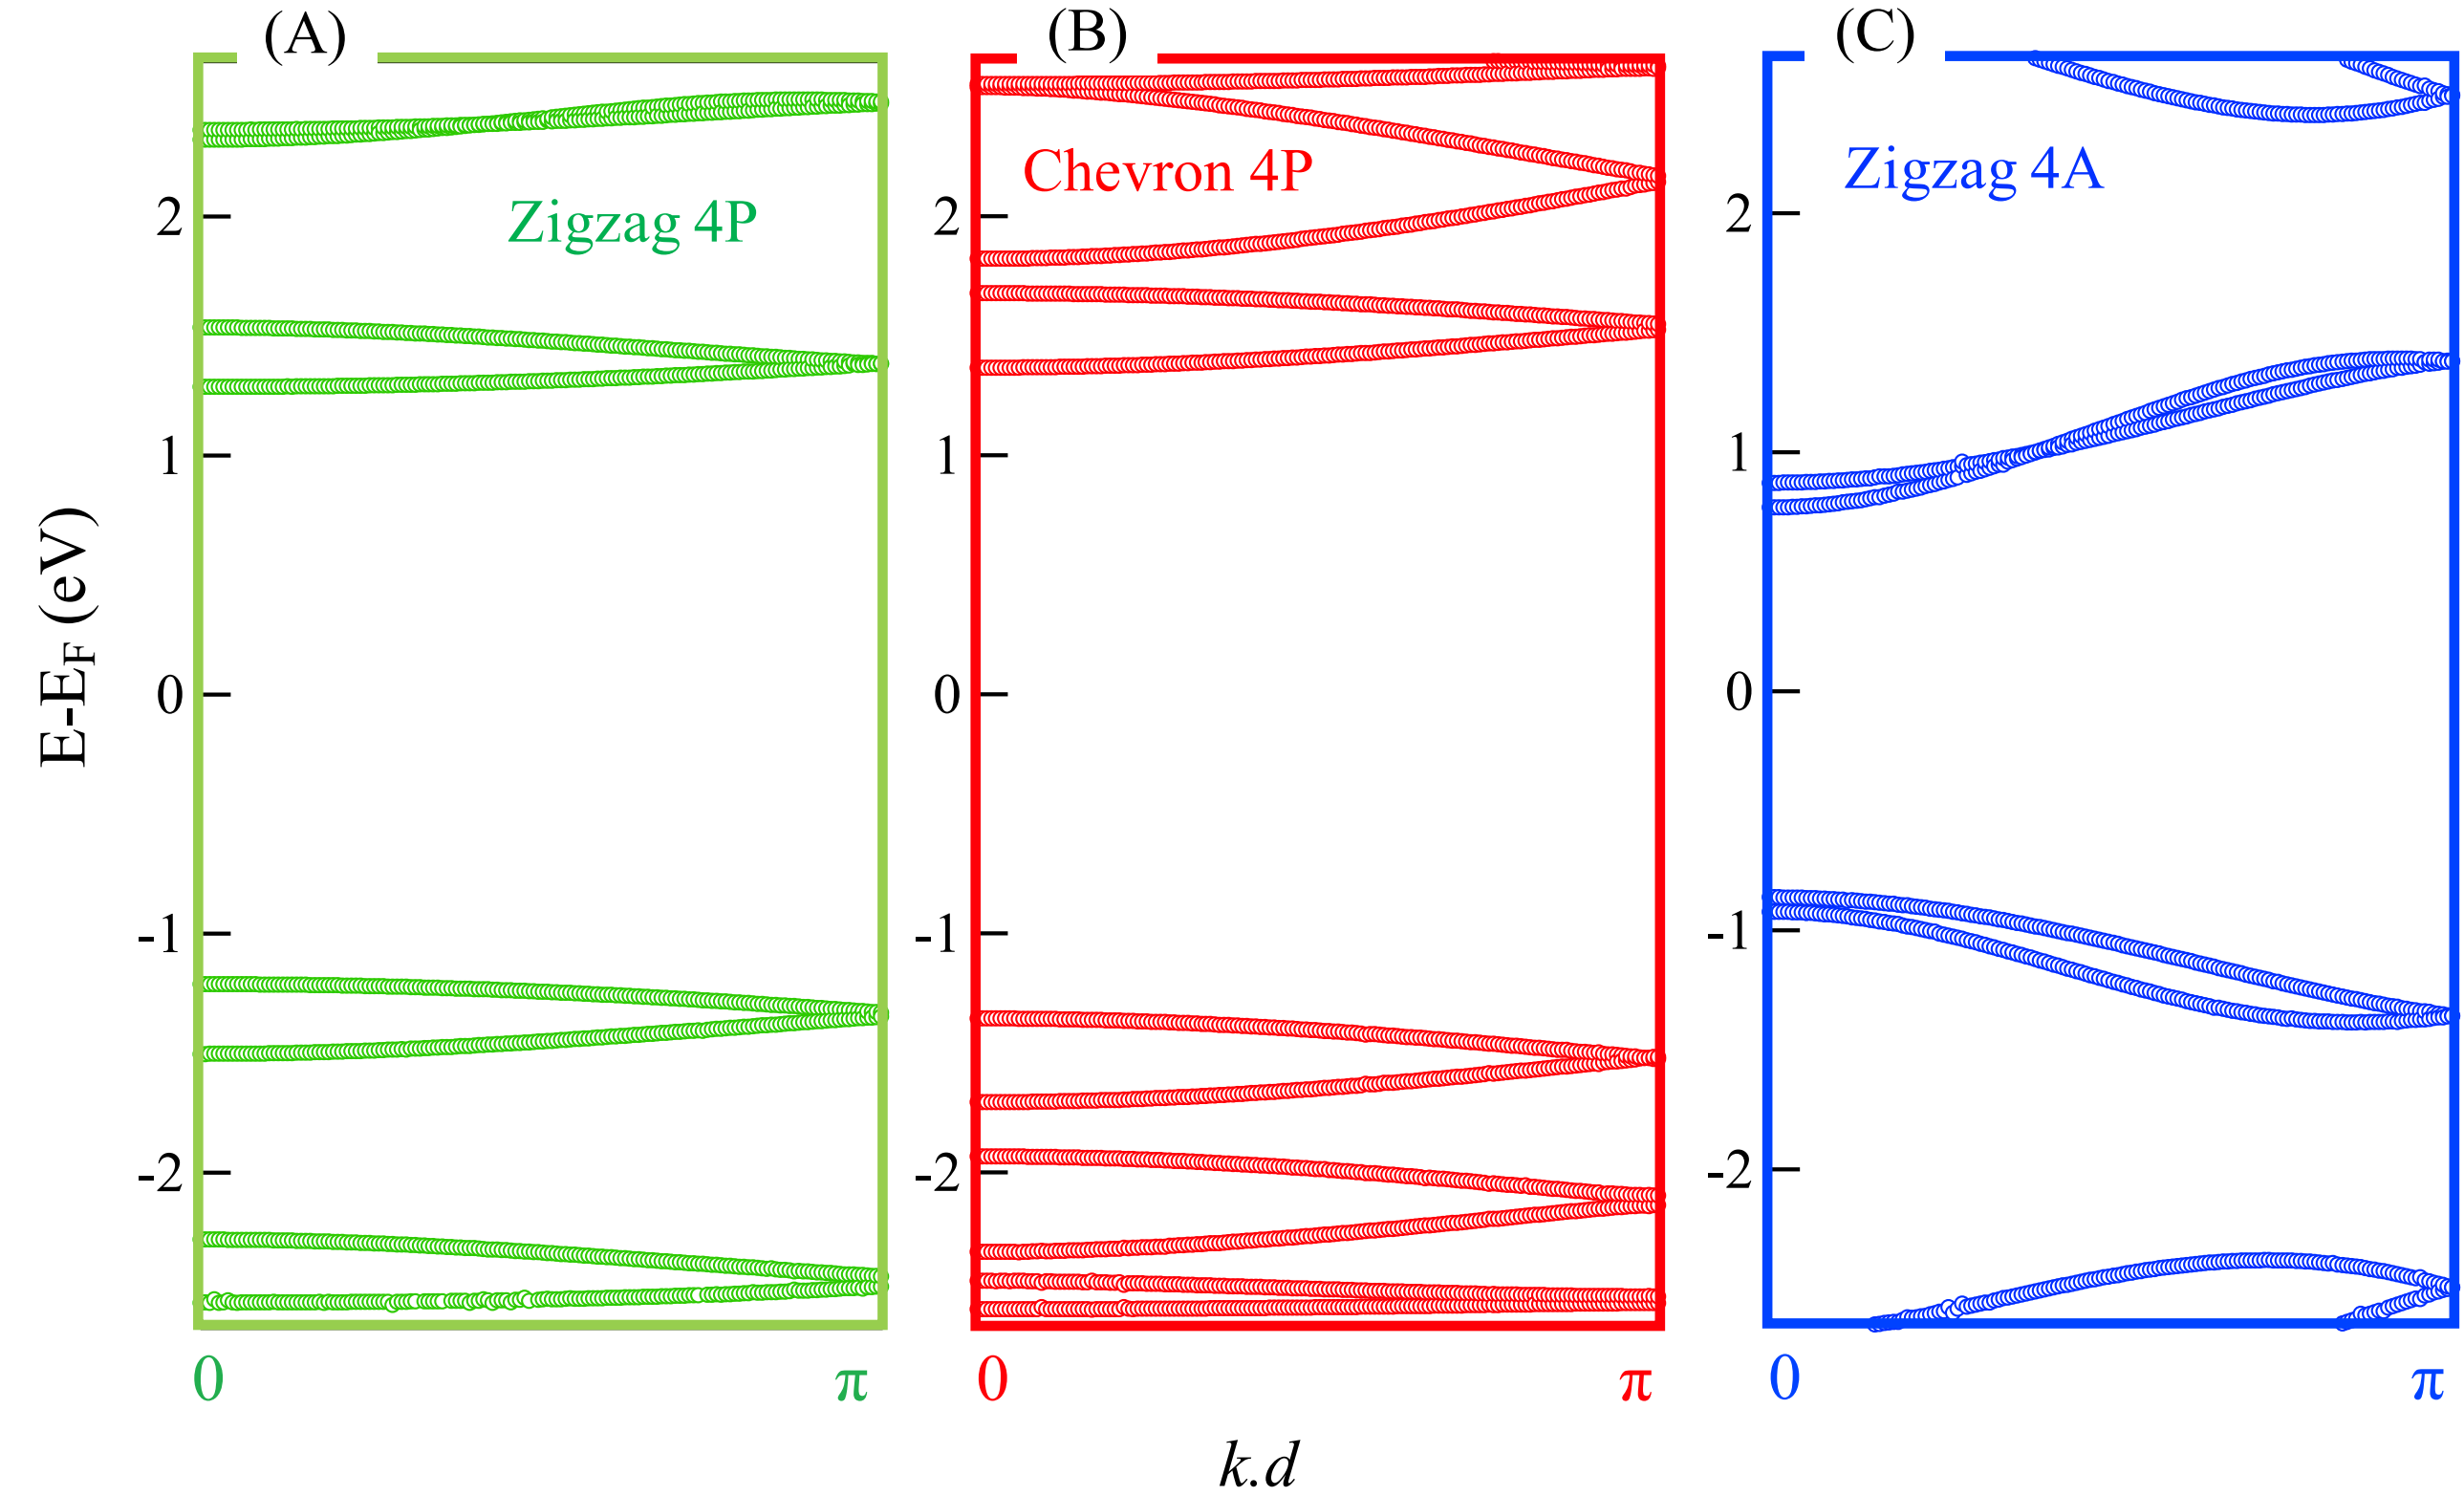 (A) (B) (C)
Zigzag 4P
Chevron 4P
Zigzag 4A
2 2 2
1 1 1
0 0 0
-1 -1 -1
-2 -2 -2
E-EF (eV)
0 π 0 π 0 π
k.d